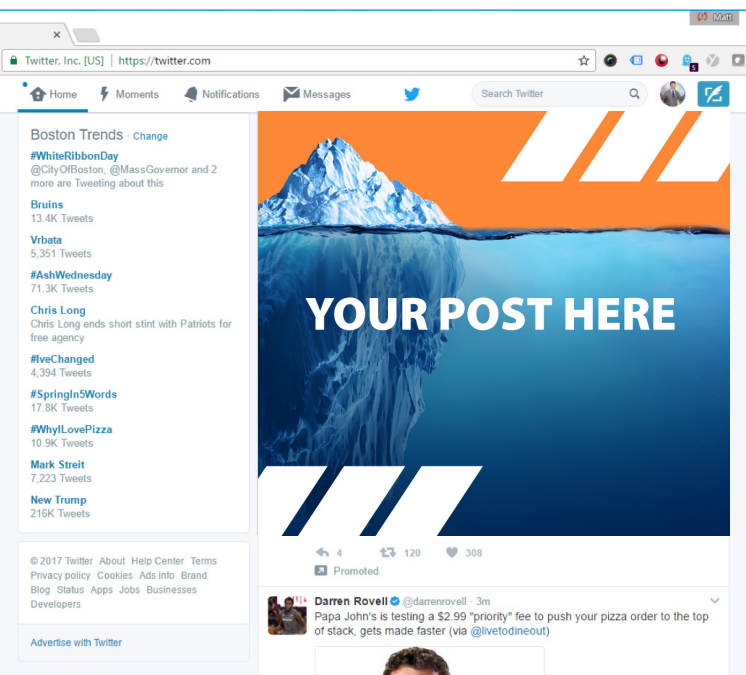 Matt
Twitter, Inc. [US] | https://twitter.com
5
Home Moments Notifications Messages Search Twitter
Boston Trends · Change
#WhiteRibbonDay
@CityOfBoston, @MassGovernor and 2
more are Tweeting about this
Bruins
13.4K Tweets
Vrbata
5,351 Tweets
#AshWednesday
71.3K Tweets
Chris Long
Chris Long ends short stint with Patriots for
free agency
#IveChanged
4,394 Tweets
#SpringIn5Words
17.8K Tweets
#WhyILovePizza
10.9K Tweets
Mark Streit
7,223 Tweets
New Trump
216K Tweets
© 2017 Twitter About Help Center Terms
Privacy policy Cookies Ads info Brand
Blog Status Apps Jobs Businesses
Developers
Advertise with Twitter
YOUR POST HERE
4 120 308
Promoted
Darren Rovell @darrenrovell · 3m
Papa John's is testing a $2.99 "priority" fee to push your pizza order to the top
of stack, gets made faster (via @livetodineout)